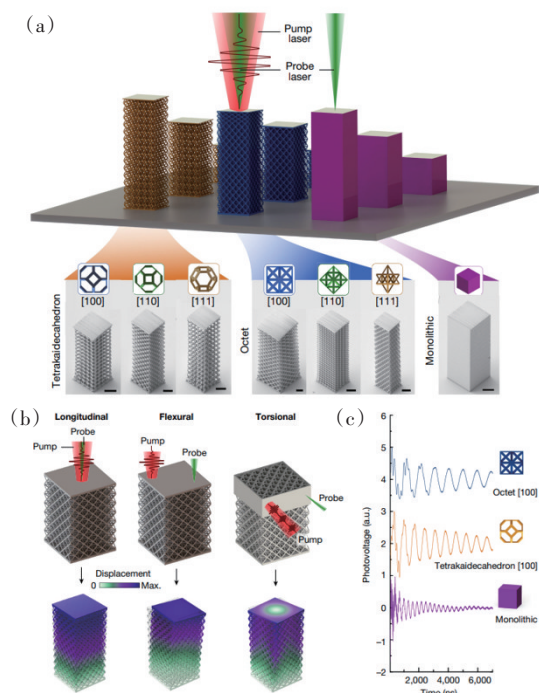 (a)
Pump
laser
Probe
laser
Tetrakaidecahedron
[100]
[110]
[111]
Octet
[100]
[110]
[111]
Monolithic
(b)
Longitudinal
Flexural
Torsional
Probe
Pump
Pump
Probe
Probe
Pump
Displacement
0 Max.
(c)
Photovoltage (a.u.)
6
5
4
3
2
1
0
−1
−2
Octet [100]
Tetrakaidecahedron [100]
Monolithic
2,000 4,000 6,000
Time (ns)